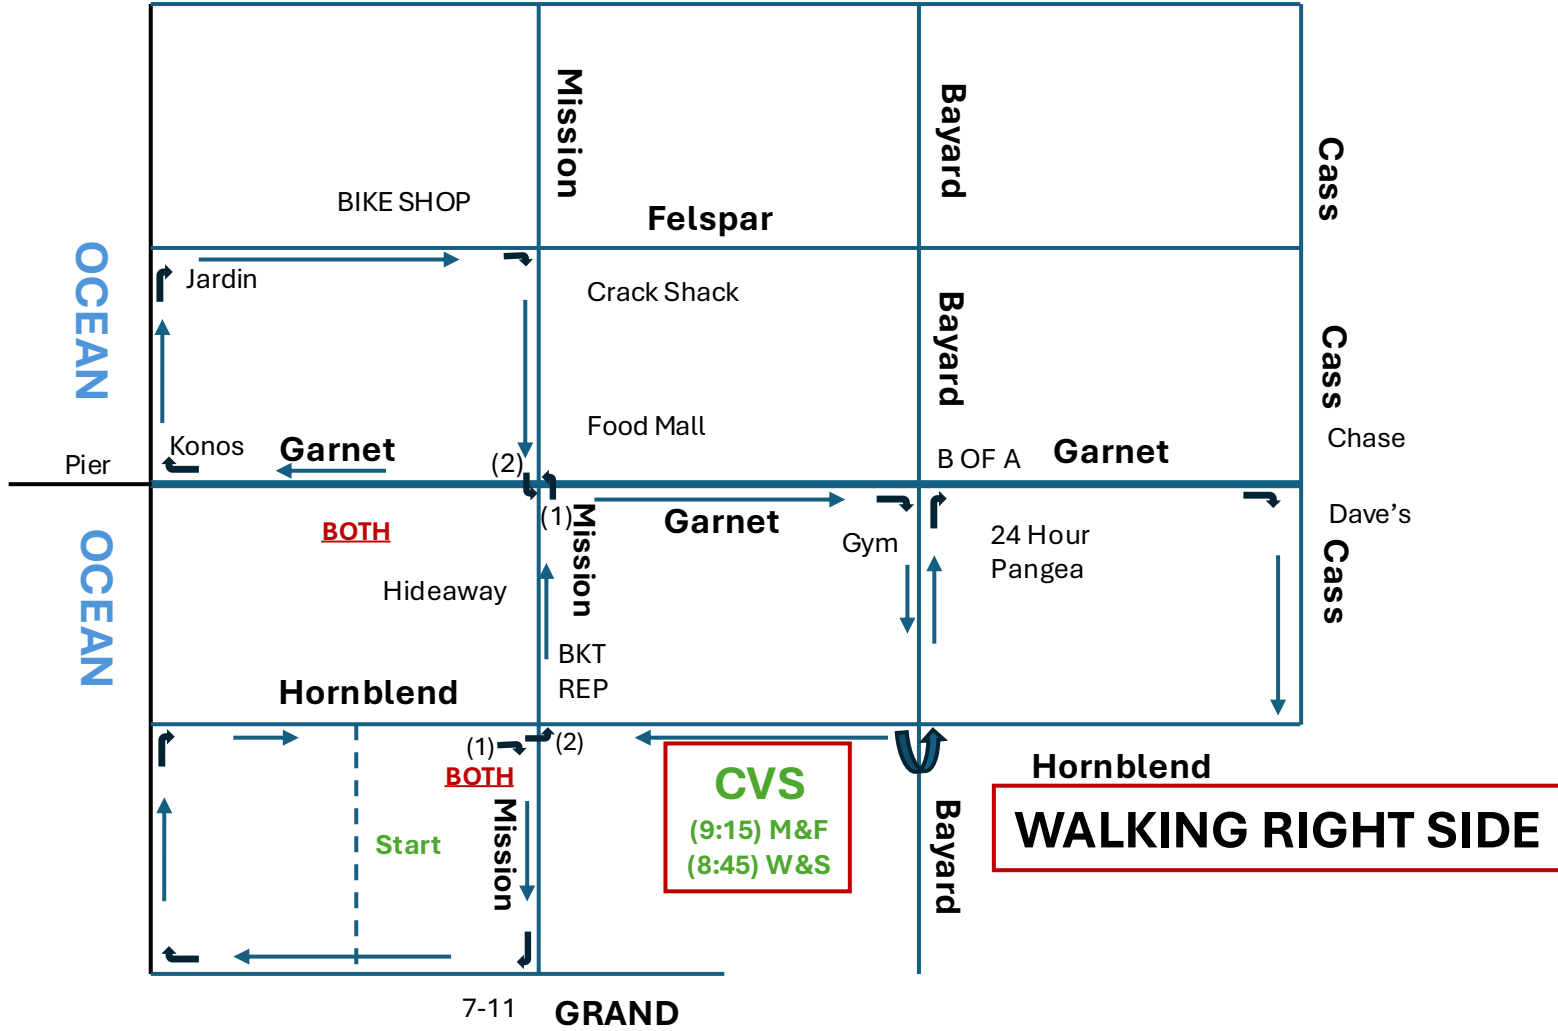 Mission
Bayard
Cass
BIKE SHOP
Felspar
OCEAN
Jardin
Crack Shack
Bayard
Cass
Food Mall
Konos
Garnet
Pier
(2)
B OF A
Garnet
Chase
OCEAN
BOTH
(1)
Mission
Garnet
Gym
24 Hour
Pangea
Dave’s
Cass
Hideaway
BKT
REP
Hornblend
(1)
(2)
BOTH
Mission
Start
CVS
(9:15) M&F
(8:45) W&S
Bayard
Hornblend
WALKING RIGHT SIDE
7-11
GRAND